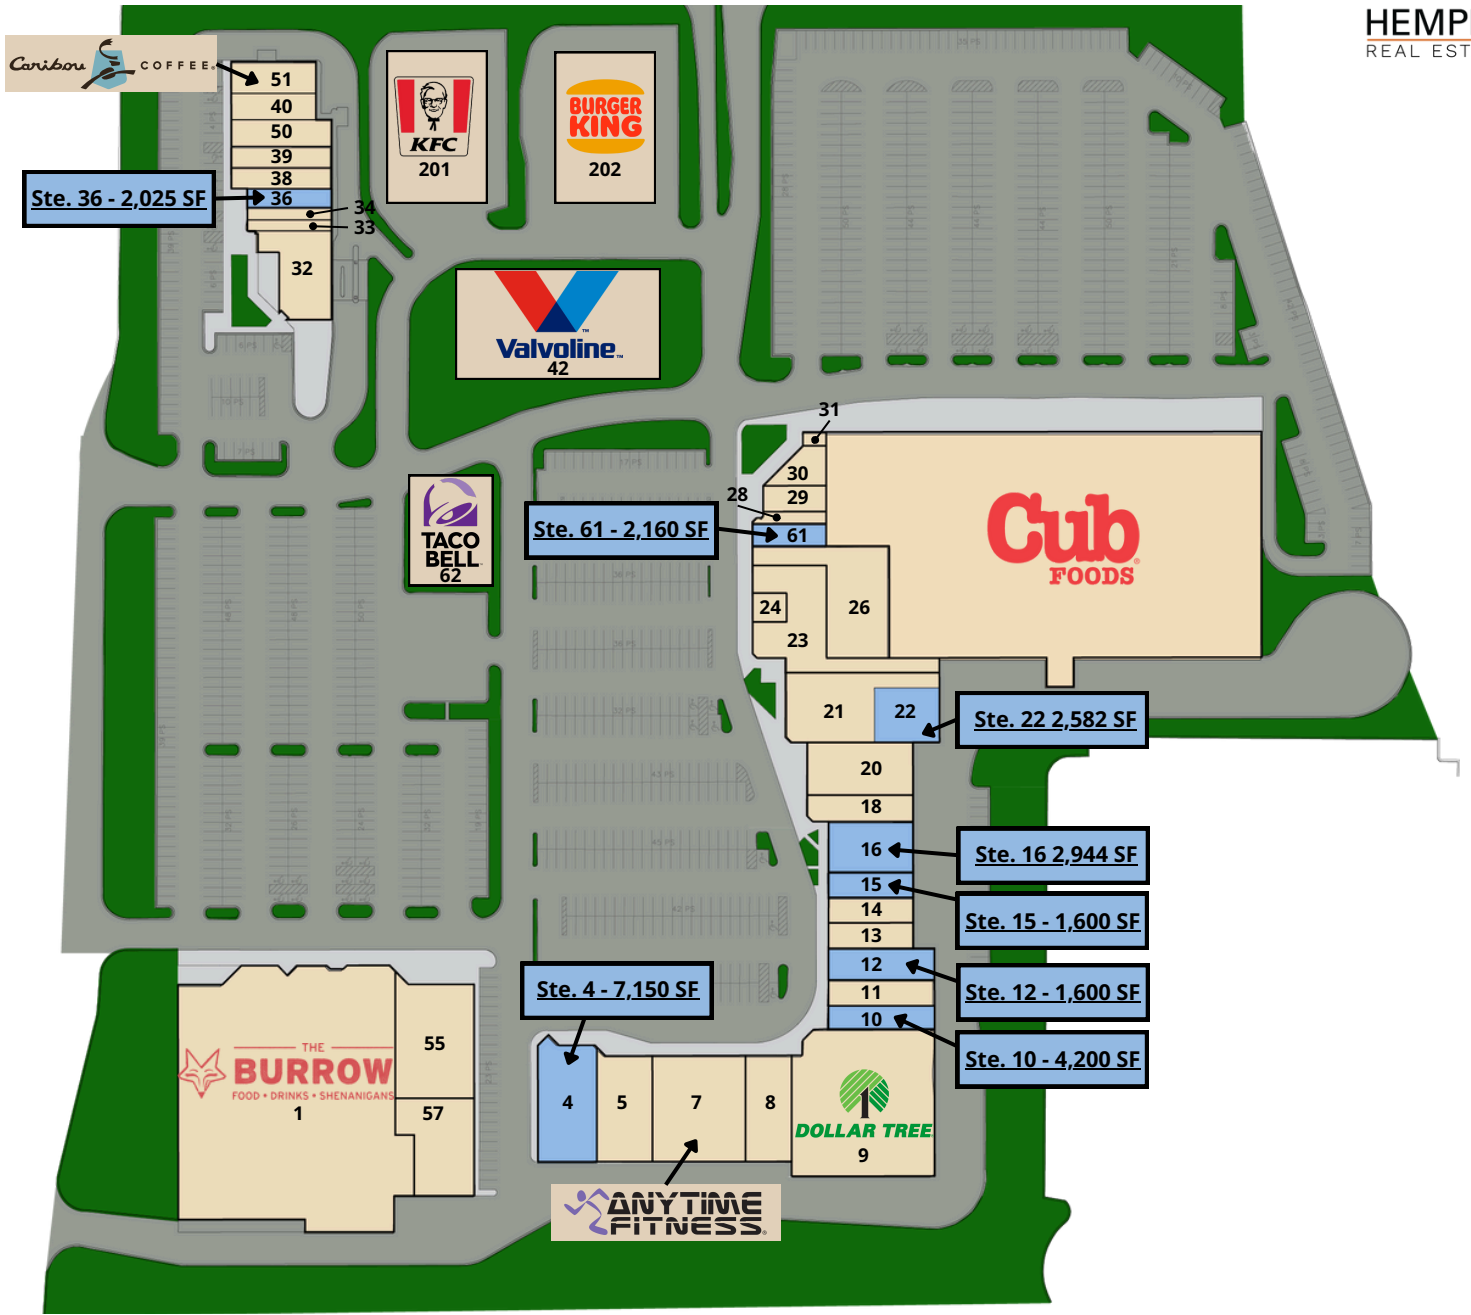 HEMP
REAL EST
Caribou COFFEE
51
40
50
39
38
36
34
33
32
Ste. 36 - 2,025 SF
KFC
201
BURGER
KING
202
Valvoline™
42
TACO
BELL
62
31
30
29
28
61
Ste. 61 - 2,160 SF
24
23
26
Cub
FOODS
21
22
Ste. 22 2,582 SF
20
18
16
Ste. 16 2,944 SF
15
Ste. 15 - 1,600 SF
14
13
12
Ste. 12 - 1,600 SF
11
10
Ste. 10 - 4,200 SF
Ste. 4 - 7,150 SF
4
5
7
8
DOLLAR TREE
9
ANYTIME
FITNESS
THE
BURROW
FOOD • DRINKS • SHENANIGANS
1
55
57